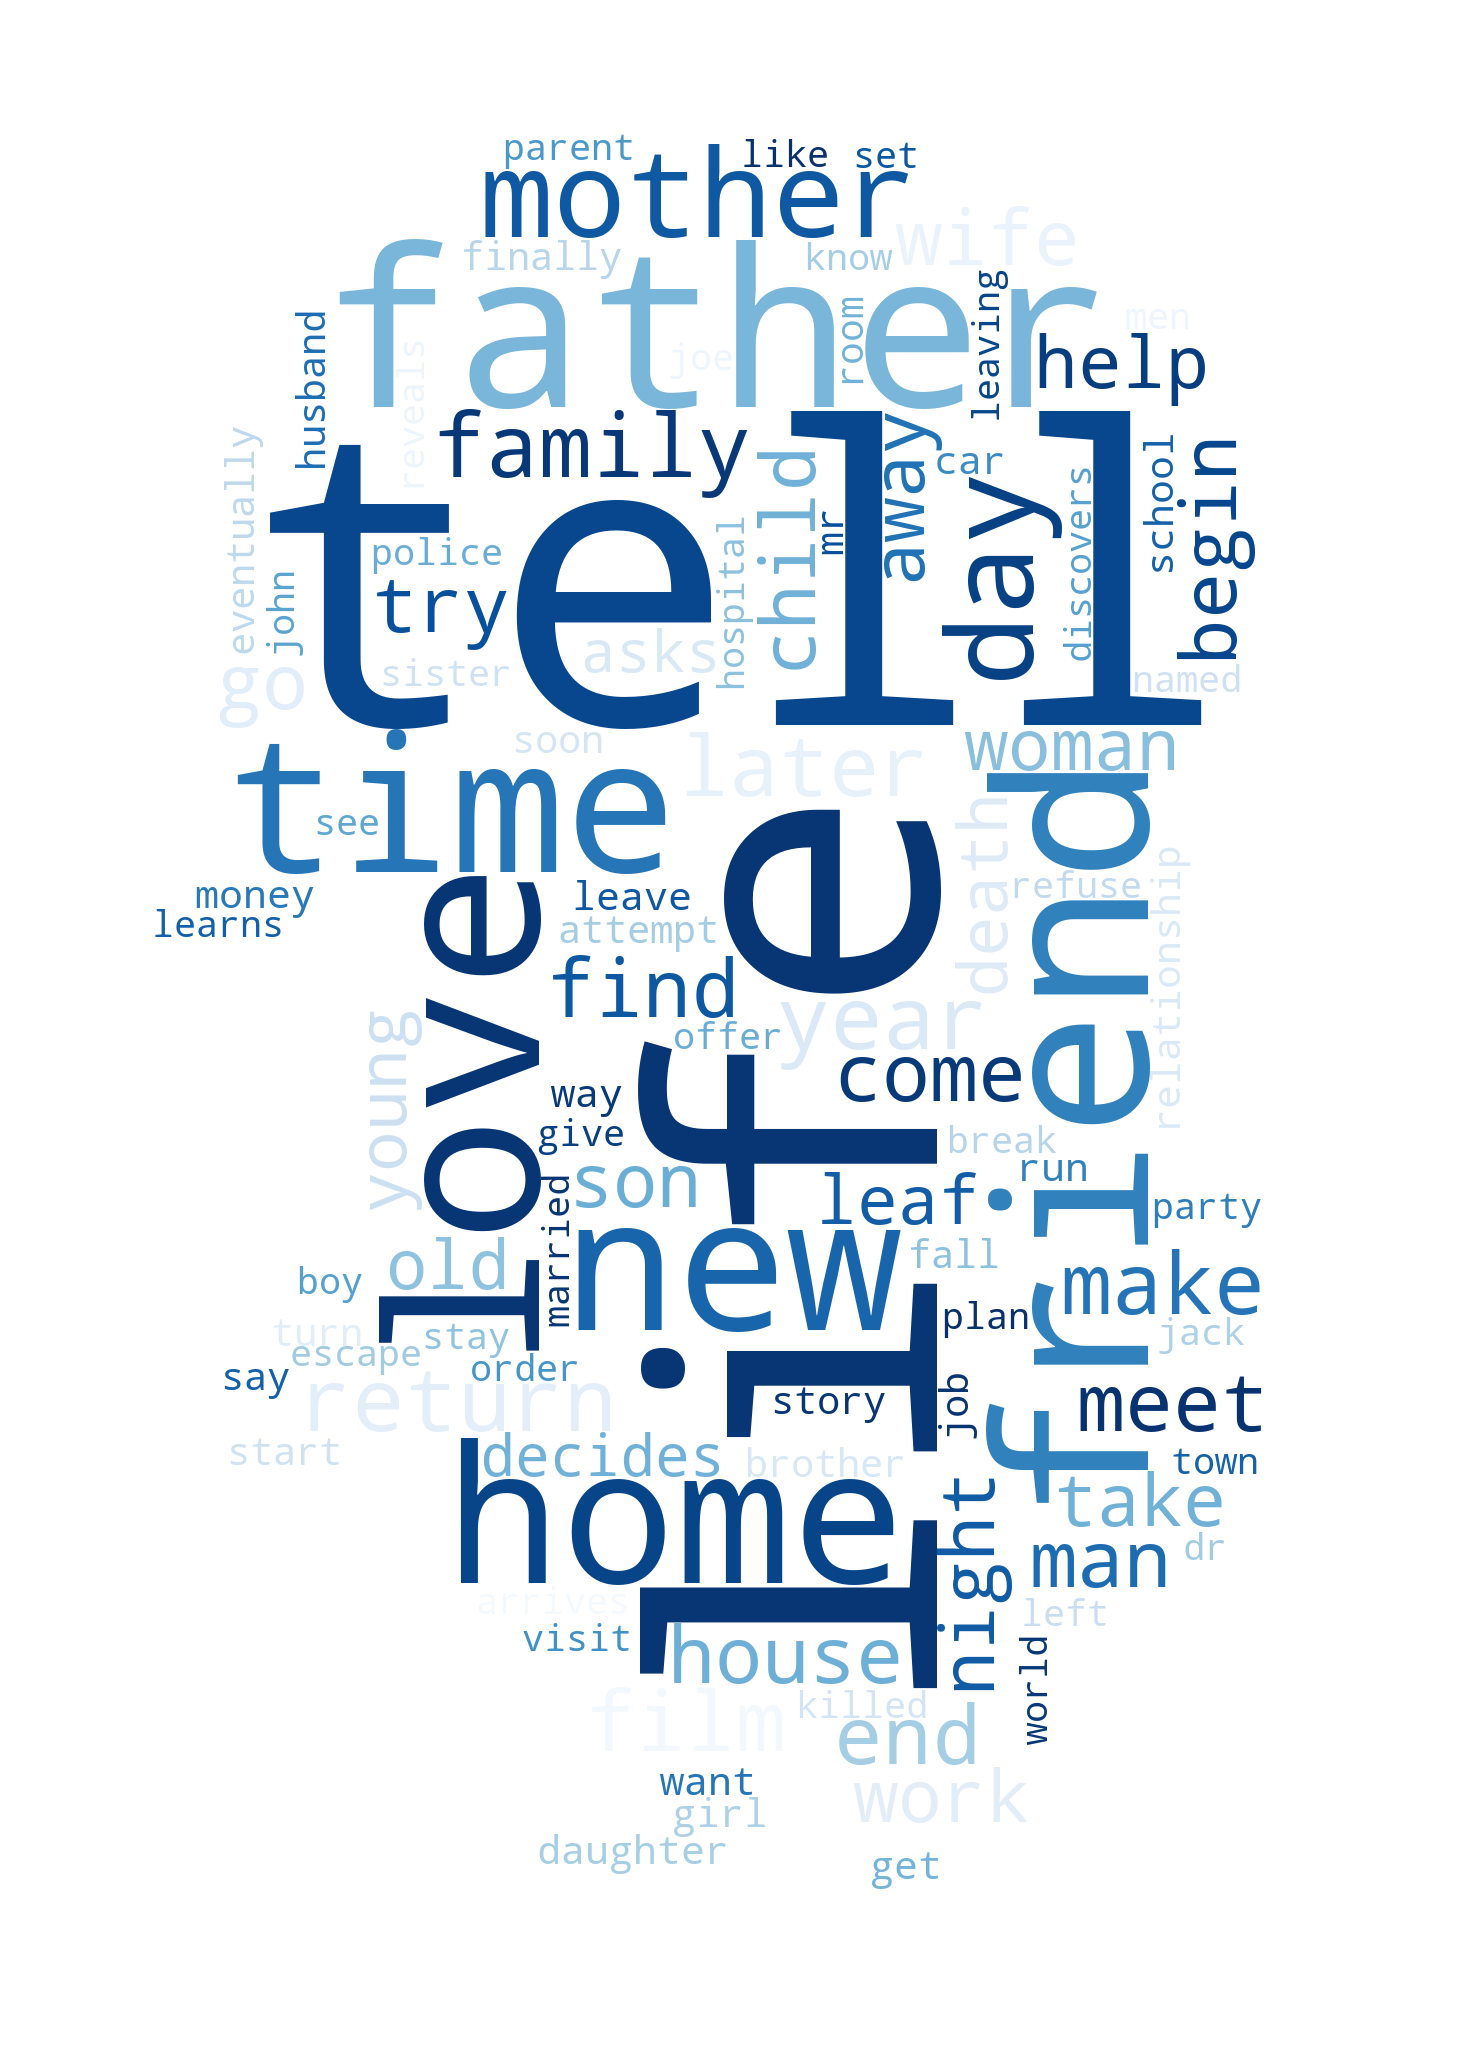 parent
like
set
mother
wife
finally
know
father
leaving
men
room
joe
help
husband
reveals
family
tell
away
car
child
day
school
begin
eventually
discovers
mr
police
hospital
try
john
asks
sister
go
named
soon
later
woman
time
see
death
friend
life
love
refuse
relationship
money
leave
learns
attempt
find
year
offer
young
come
way
give
break
run
son
married
leaf
party
new
old
fall
make
boy
plan
turn
stay
jack
escape
order
say
return
story
job
meet
start
decides
brother
town
home
night
take
man
dr
arrives
left
visit
house
world
film
killed
end
want
work
girl
daughter
get